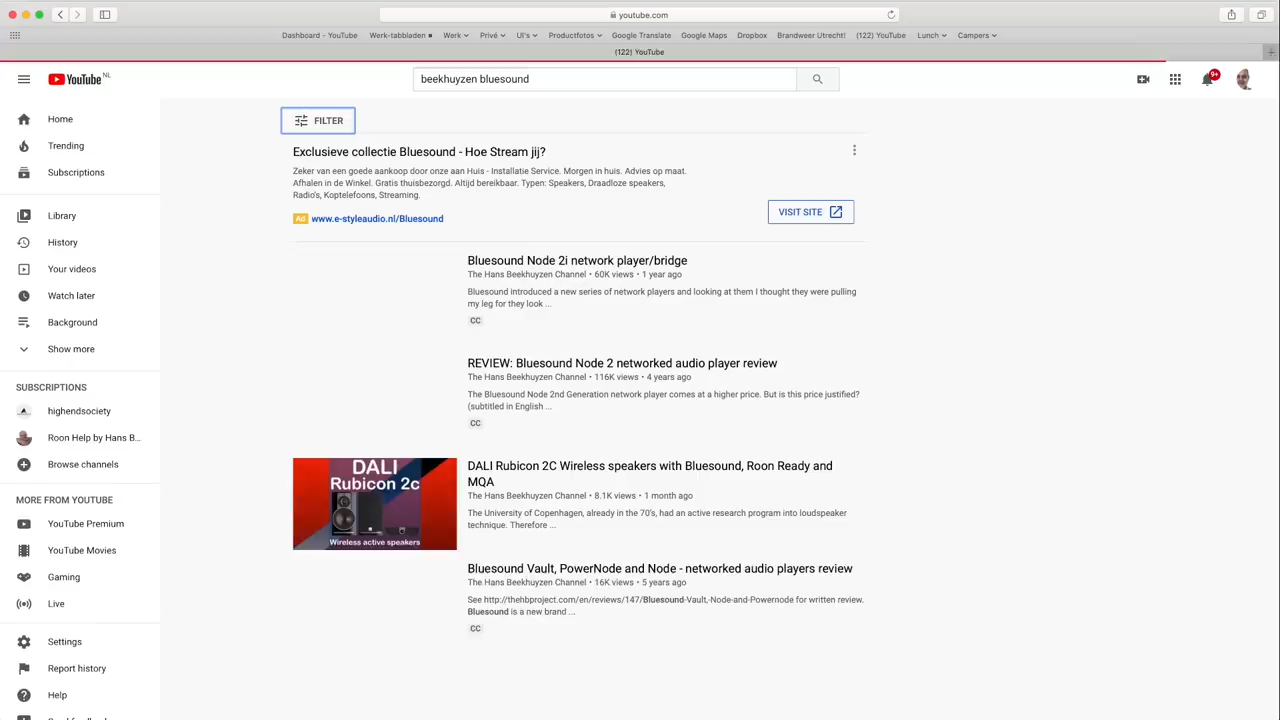 youtube.com
Dashboard - YouTube Werk-tabbladen Werk Privé UI's Productfotos Google Translate Google Maps Dropbox Brandweer Utrecht! (122) YouTube Lunch Campers
(122) YouTube
YouTube NL
beekhuyzen bluesound
9+
Home
Trending
Subscriptions
Library
History
Your videos
Watch later
Background
Show more
SUBSCRIPTIONS
highendsociety
Roon Help by Hans B...
Browse channels
MORE FROM YOUTUBE
YouTube Premium
YouTube Movies
Gaming
Live
Settings
Report history
Help
Send feedback
FILTER
Exclusieve collectie Bluesound - Hoe Stream jij?
Zeker van een goede aankoop door onze aan Huis - Installatie Service. Morgen in huis. Advies op maat.
Afhalen in de Winkel. Gratis thuisbezorgd. Altijd bereikbaar. Typen: Speakers, Draadloze speakers,
Radio's, Koptelefoons, Streaming.
Ad www.e-styleaudio.nl/Bluesound
VISIT SITE
Bluesound Node 2i network player/bridge
The Hans Beekhuyzen Channel • 60K views • 1 year ago
Bluesound introduced a new series of network players and looking at them I thought they were pulling
my leg for they look ...
CC
REVIEW: Bluesound Node 2 networked audio player review
The Hans Beekhuyzen Channel • 116K views • 4 years ago
The Bluesound Node 2nd Generation network player comes at a higher price. But is this price justified?
(subtitled in English ...
CC
DALI
Rubicon 2c
Wireless active speakers
DALI Rubicon 2C Wireless speakers with Bluesound, Roon Ready and
MQA
The Hans Beekhuyzen Channel • 8.1K views • 1 month ago
The University of Copenhagen, already in the 70's, had an active research program into loudspeaker
technique. Therefore ...
Bluesound Vault, PowerNode and Node - networked audio players review
The Hans Beekhuyzen Channel • 16K views • 5 years ago
See http://thehbproject.com/en/reviews/147/Bluesound-Vault,-Node-and-Powernode for written review.
Bluesound is a new brand ...
CC